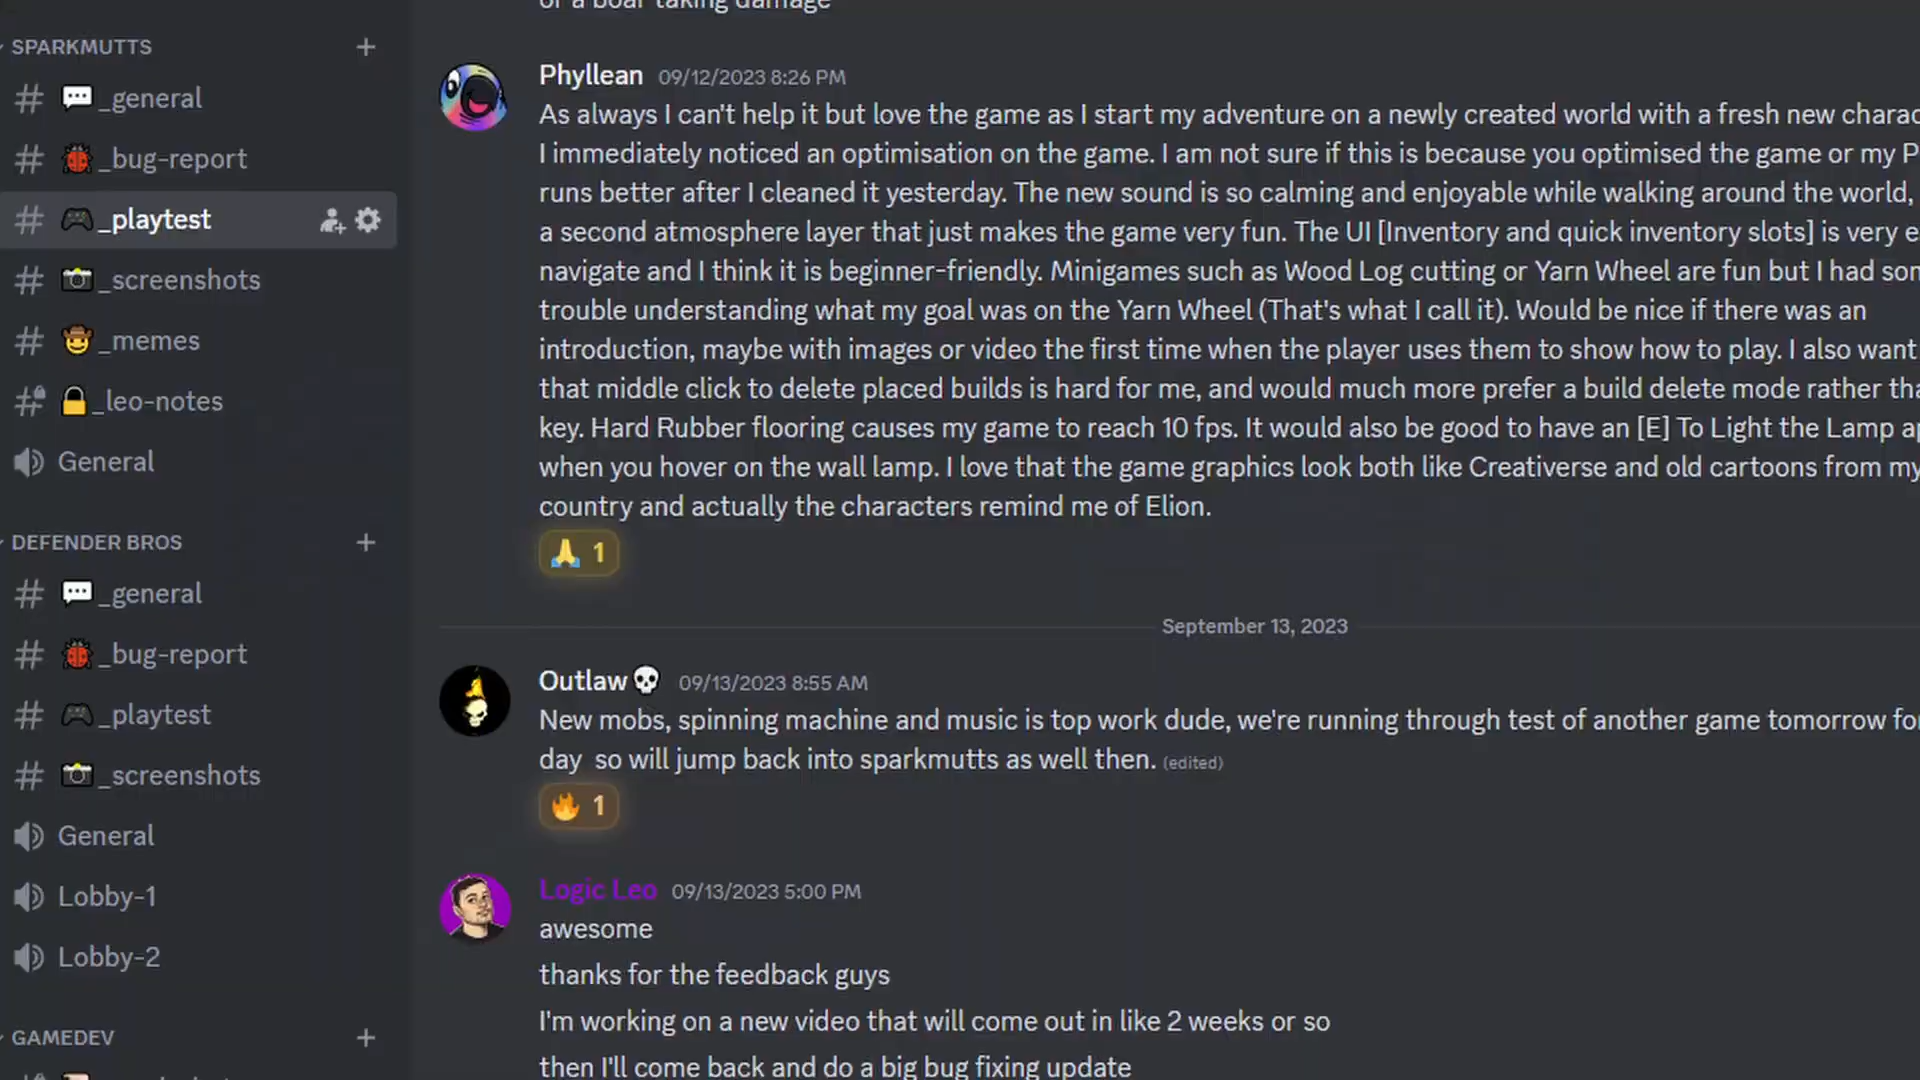 SPARKMUTTS
_general
_bug-report
_playtest
_screenshots
_memes
_leo-notes
General
DEFENDER BROS
_general
_bug-report
_playtest
_screenshots
General
Lobby-1
Lobby-2
GAMEDEV
of a boar taking damage
Phyllean 09/12/2023 8:26 PM
As always I can't help it but love the game as I start my adventure on a newly created world with a fresh new charac
I immediately noticed an optimisation on the game. I am not sure if this is because you optimised the game or my P
runs better after I cleaned it yesterday. The new sound is so calming and enjoyable while walking around the world,
a second atmosphere layer that just makes the game very fun. The UI [Inventory and quick inventory slots] is very e
navigate and I think it is beginner-friendly. Minigames such as Wood Log cutting or Yarn Wheel are fun but I had som
trouble understanding what my goal was on the Yarn Wheel (That's what I call it). Would be nice if there was an
introduction, maybe with images or video the first time when the player uses them to show how to play. I also want
that middle click to delete placed builds is hard for me, and would much more prefer a build delete mode rather tha
key. Hard Rubber flooring causes my game to reach 10 fps. It would also be good to have an [E] To Light the Lamp ap
when you hover on the wall lamp. I love that the game graphics look both like Creativerse and old cartoons from my
country and actually the characters remind me of Elion.
1
September 13, 2023
Outlaw 09/13/2023 8:55 AM
New mobs, spinning machine and music is top work dude, we're running through test of another game tomorrow for
day so will jump back into sparkmutts as well then. (edited)
1
Logic Leo 09/13/2023 5:00 PM
awesome
thanks for the feedback guys
I'm working on a new video that will come out in like 2 weeks or so
then I'll come back and do a big bug fixing update